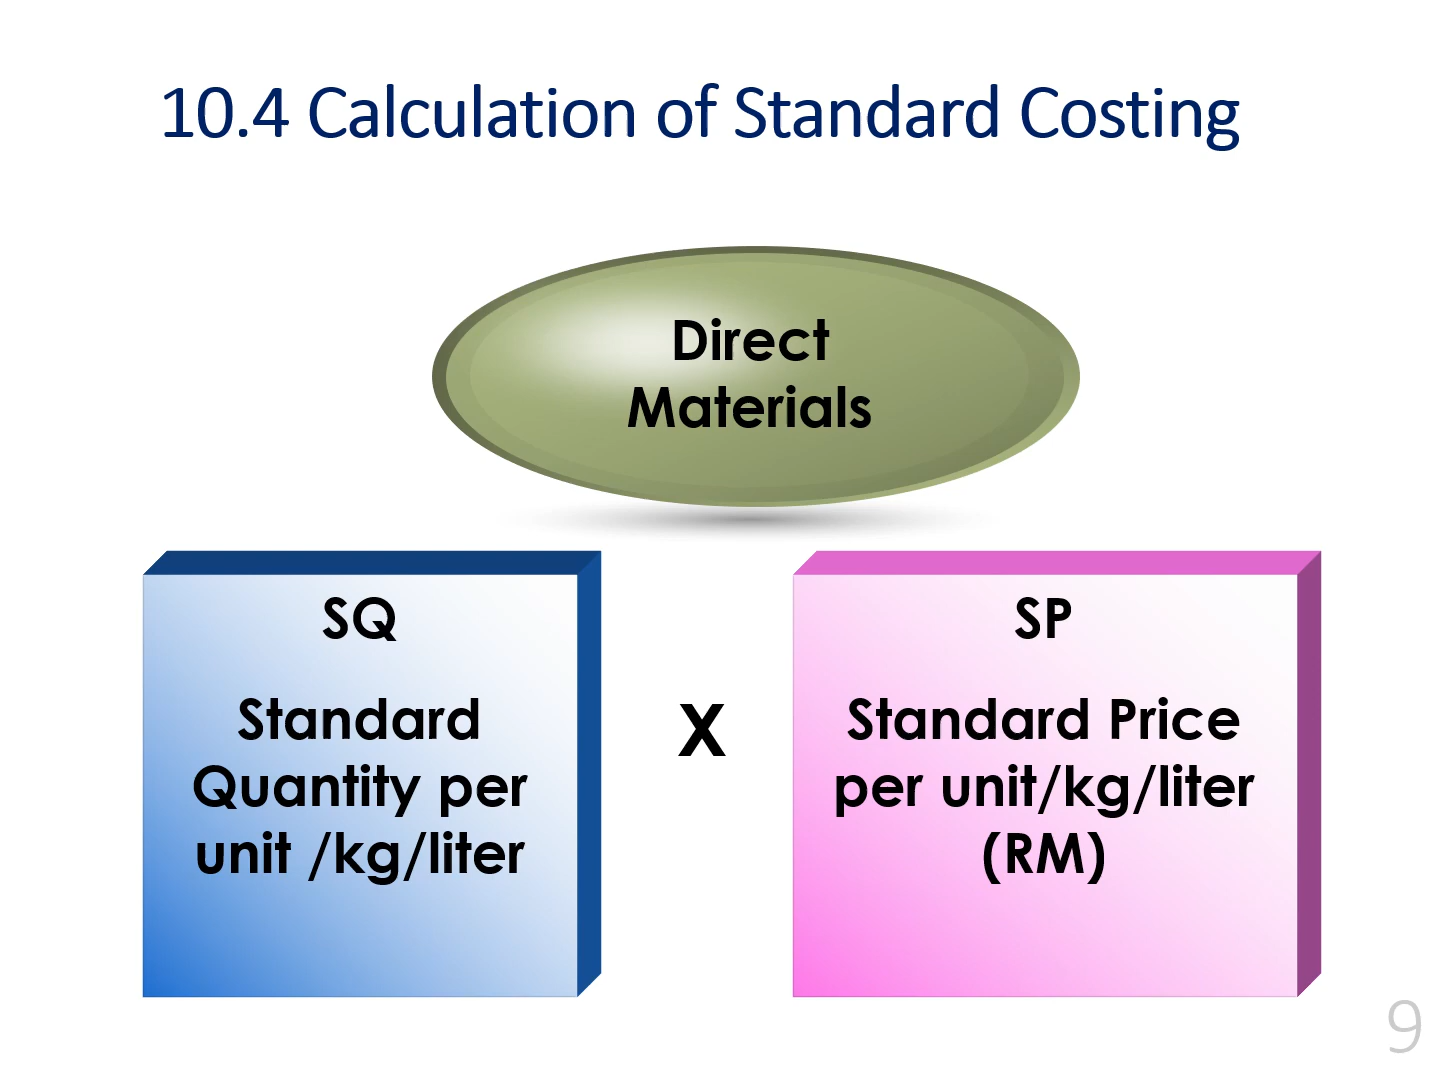 10.4 Calculation of Standard Costing
Direct
Materials
SQ
Standard
Quantity per
unit /kg/liter
X
SP
Standard Price
per unit/kg/liter
(RM)
9